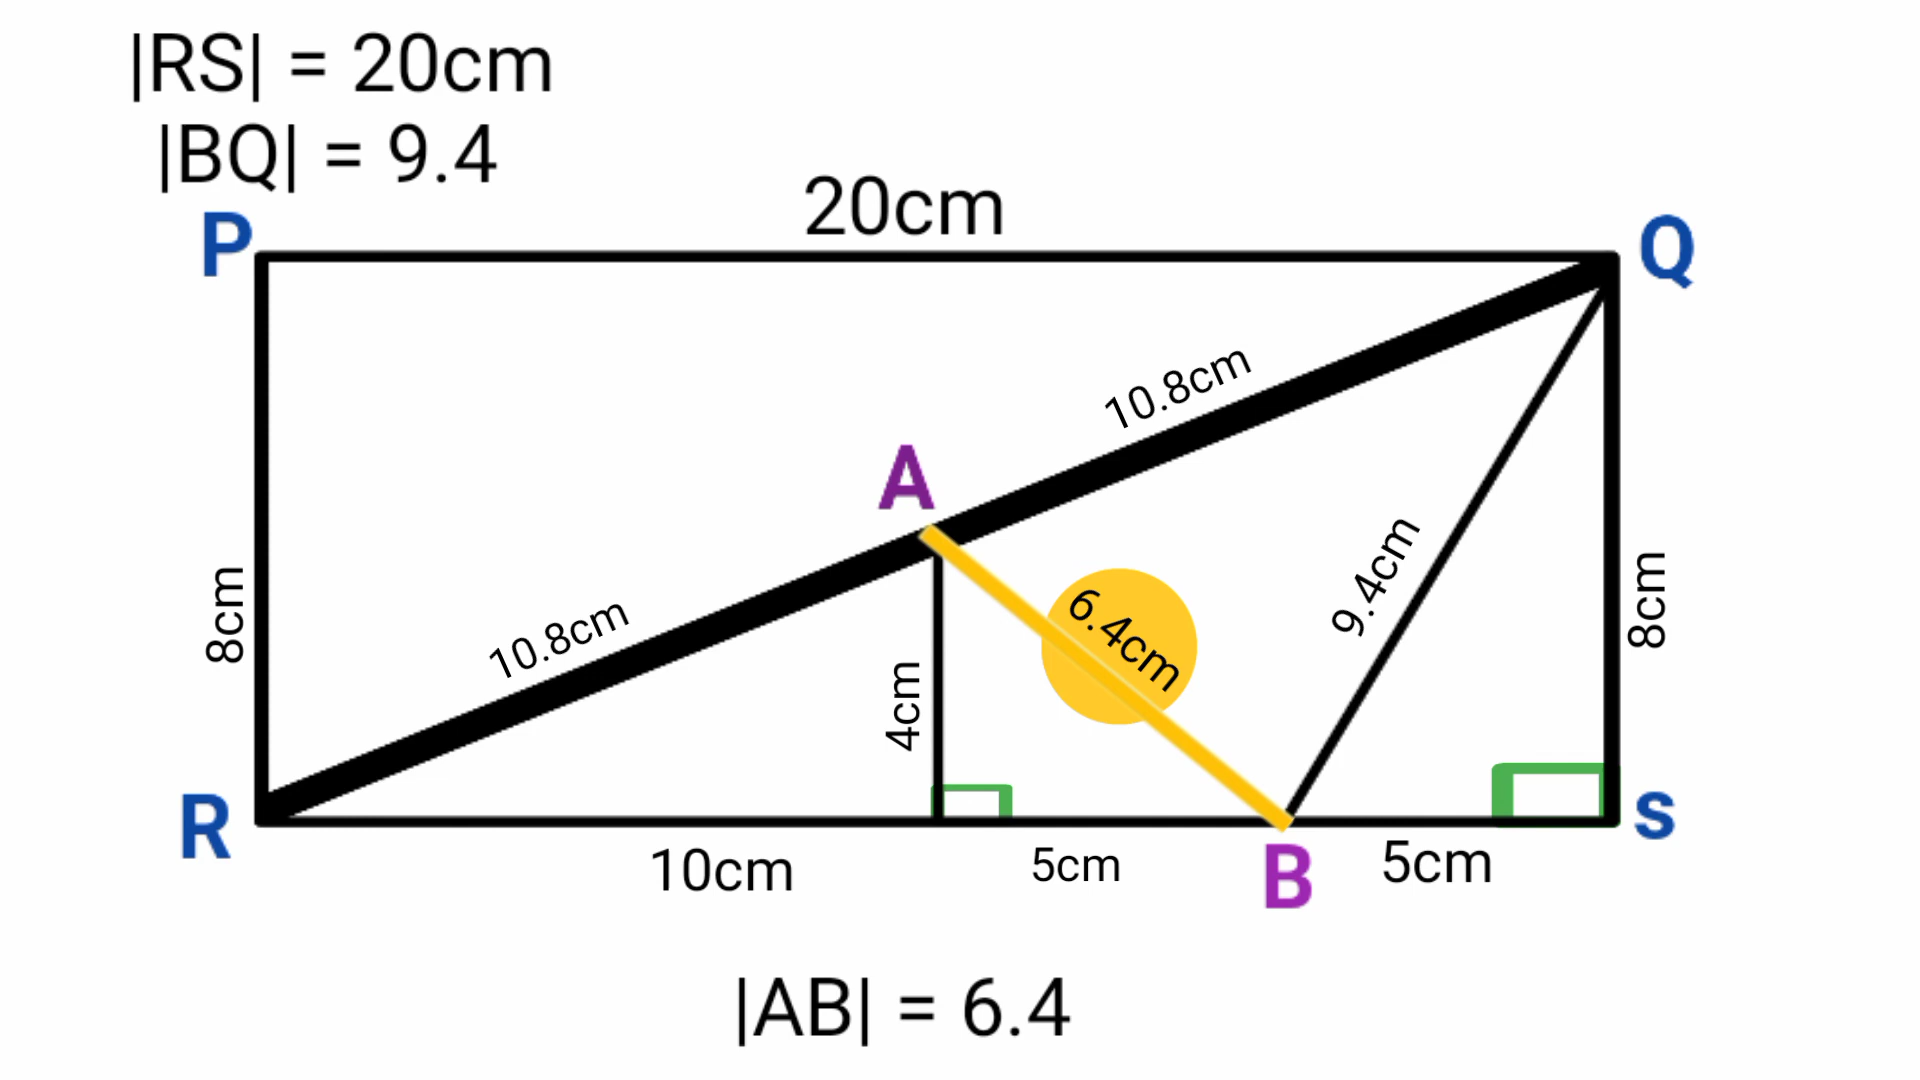 |RS| = 20cm
|BQ| = 9.4
20cm
P
Q
10.8cm
A
9.4cm
8cm
8cm
10.8cm
6.4cm
4cm
R
s
10cm
5cm
B
5cm
|AB| = 6.4